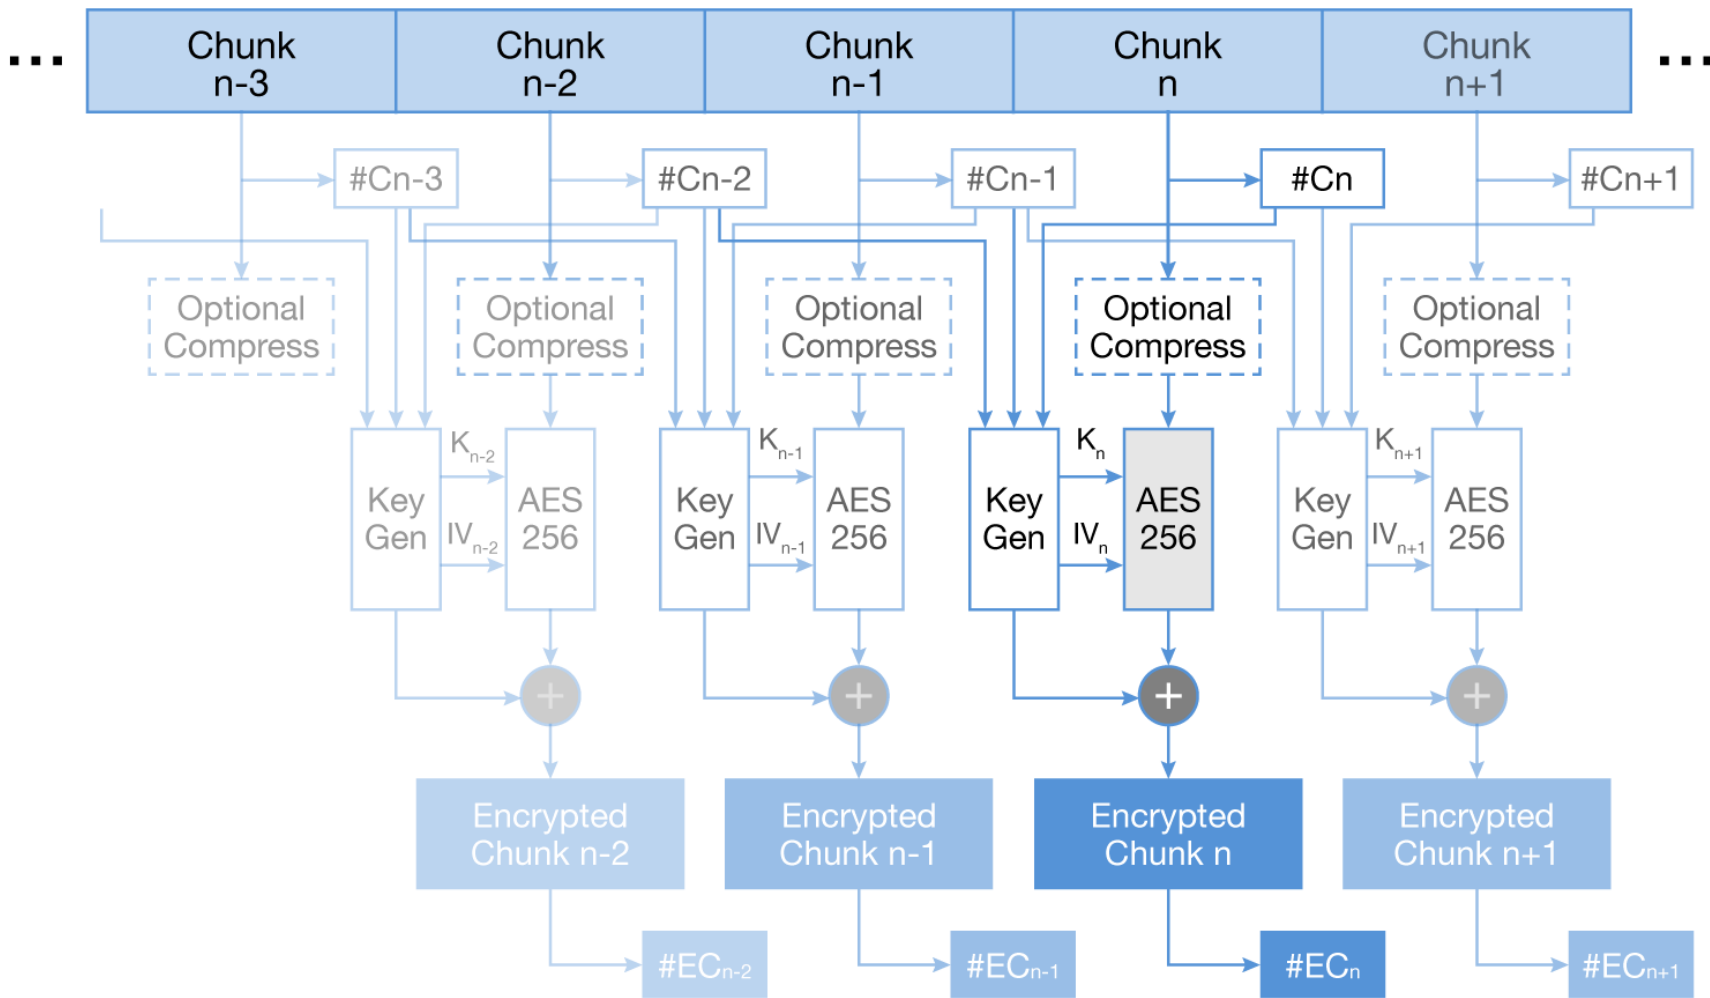 ...
Chunk
n-3
Chunk
n-2
Chunk
n-1
Chunk
n
Chunk
n+1
...
#Cn-3
#Cn-2
#Cn-1
#Cn
#Cn+1
Optional
Compress
Optional
Compress
Optional
Compress
Optional
Compress
Optional
Compress
Key
Gen
Kn-2
IVn-2
AES
256
Key
Gen
Kn-1
IVn-1
AES
256
Key
Gen
Kn
IVn
AES
256
Key
Gen
Kn+1
IVn+1
AES
256
+
+
+
+
Encrypted
Chunk n-2
Encrypted
Chunk n-1
Encrypted
Chunk n
Encrypted
Chunk n+1
#ECn-2
#ECn-1
#ECn
#ECn+1